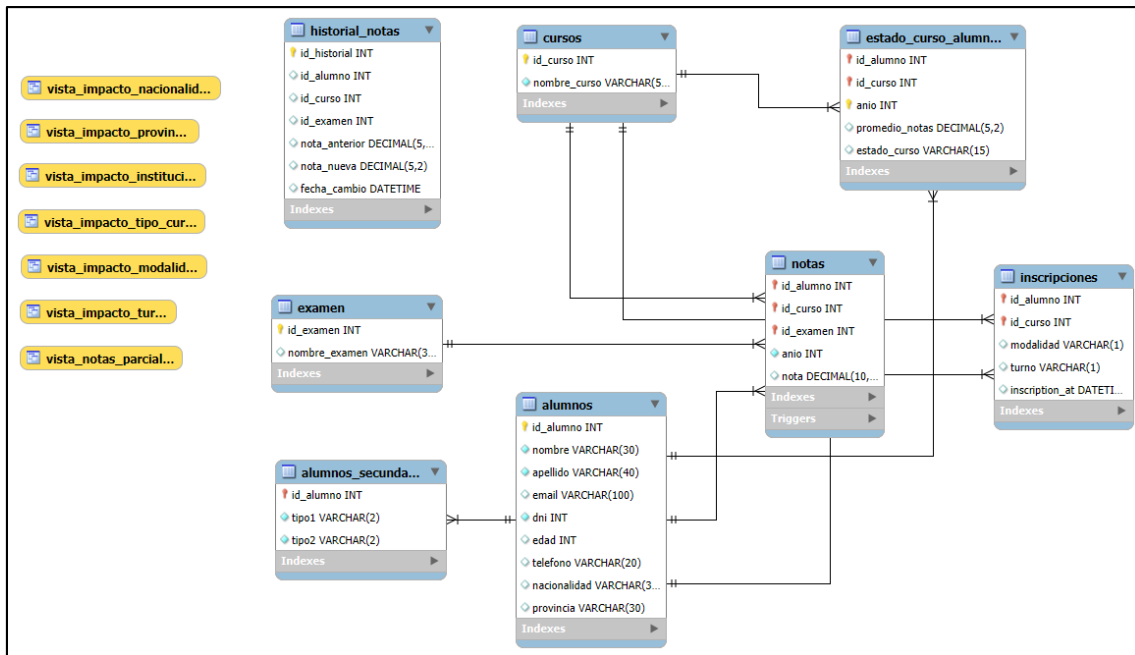 vista_impacto_nacionalid...
vista_impacto_provin...
vista_impacto_instituci...
vista_impacto_tipo_cur...
vista_impacto_modalid...
vista_impacto_tur...
vista_notas_parcial...
historial_notas
id_historial INT
id_alumno INT
id_curso INT
id_examen INT
nota_anterior DECIMAL(5,...
nota_nueva DECIMAL(5,2)
fecha_cambio DATETIME
Indexes
cursos
id_curso INT
nombre_curso VARCHAR(5...
Indexes
estado_curso_alumn...
id_alumno INT
id_curso INT
anio INT
promedio_notas DECIMAL(5,2)
estado_curso VARCHAR(15)
Indexes
examen
id_examen INT
nombre_examen VARCHAR(3...
Indexes
notas
id_alumno INT
id_curso INT
id_examen INT
anio INT
nota DECIMAL(10,...
Indexes
Triggers
inscripciones
id_alumno INT
id_curso INT
modalidad VARCHAR(1)
turno VARCHAR(1)
inscription_at DATETI...
Indexes
alumnos_secunda...
id_alumno INT
tipo1 VARCHAR(2)
tipo2 VARCHAR(2)
Indexes
alumnos
id_alumno INT
nombre VARCHAR(30)
apellido VARCHAR(40)
email VARCHAR(100)
dni INT
edad INT
telefono VARCHAR(20)
nacionalidad VARCHAR(3...
provincia VARCHAR(30)
Indexes